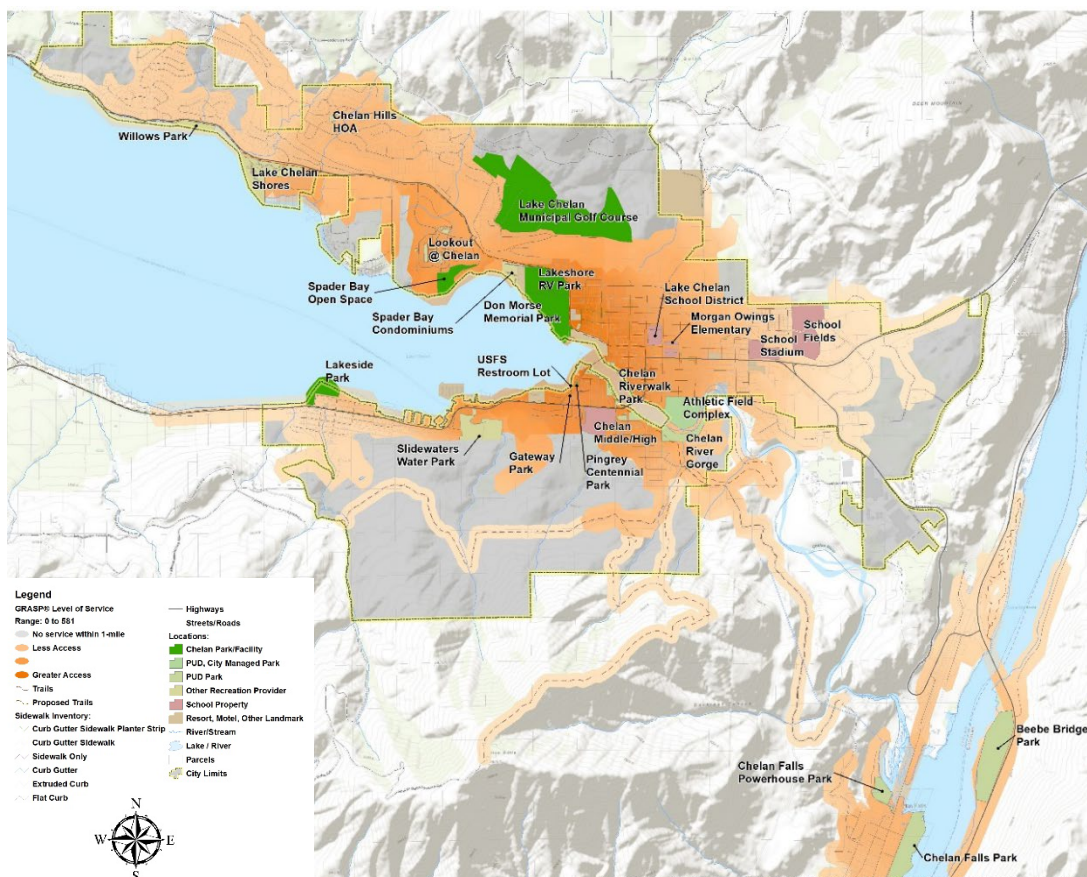 Chelan Hills
HOA
Willows Park
Lake Chelan
Shores
Lake Chelan
Municipal Golf Course
Lookout
@ Chelan
Spader Bay
Open Space
Lakeshore
RV Park
Spader Bay
Condominiums
Don Morse
Memorial Park
Lake Chelan
School District
Morgan Owings
Elementary
School
Fields
School
Stadium
USFS
Restroom Lot
Lakeside
Park
Chelan
Riverwalk
Park
Athletic Field
Complex
Chelan
Middle/High
Chelan
River
Gorge
Slidewaters
Water Park
Gateway
Park
Pingrey
Centennial
Park
Beebe Bridge
Park
Chelan Falls
Powerhouse Park
Chelan Falls Park
Legend
GRASP® Level of Service
Range: 0 to 581
No service within 1-mile
Less Access
Greater Access
Trails
Proposed Trails
Sidewalk Inventory:
Curb Gutter Sidewalk Planter Strip
Curb Gutter Sidewalk
Sidewalk Only
Curb Gutter
Extruded Curb
Flat Curb
Highways
Streets/Roads
Locations:
Chelan Park/Facility
PUD, City Managed Park
PUD Park
Other Recreation Provider
School Property
Resort, Motel, Other Landmark
River/Stream
Lake / River
Parcels
City Limits
N
W
E
S